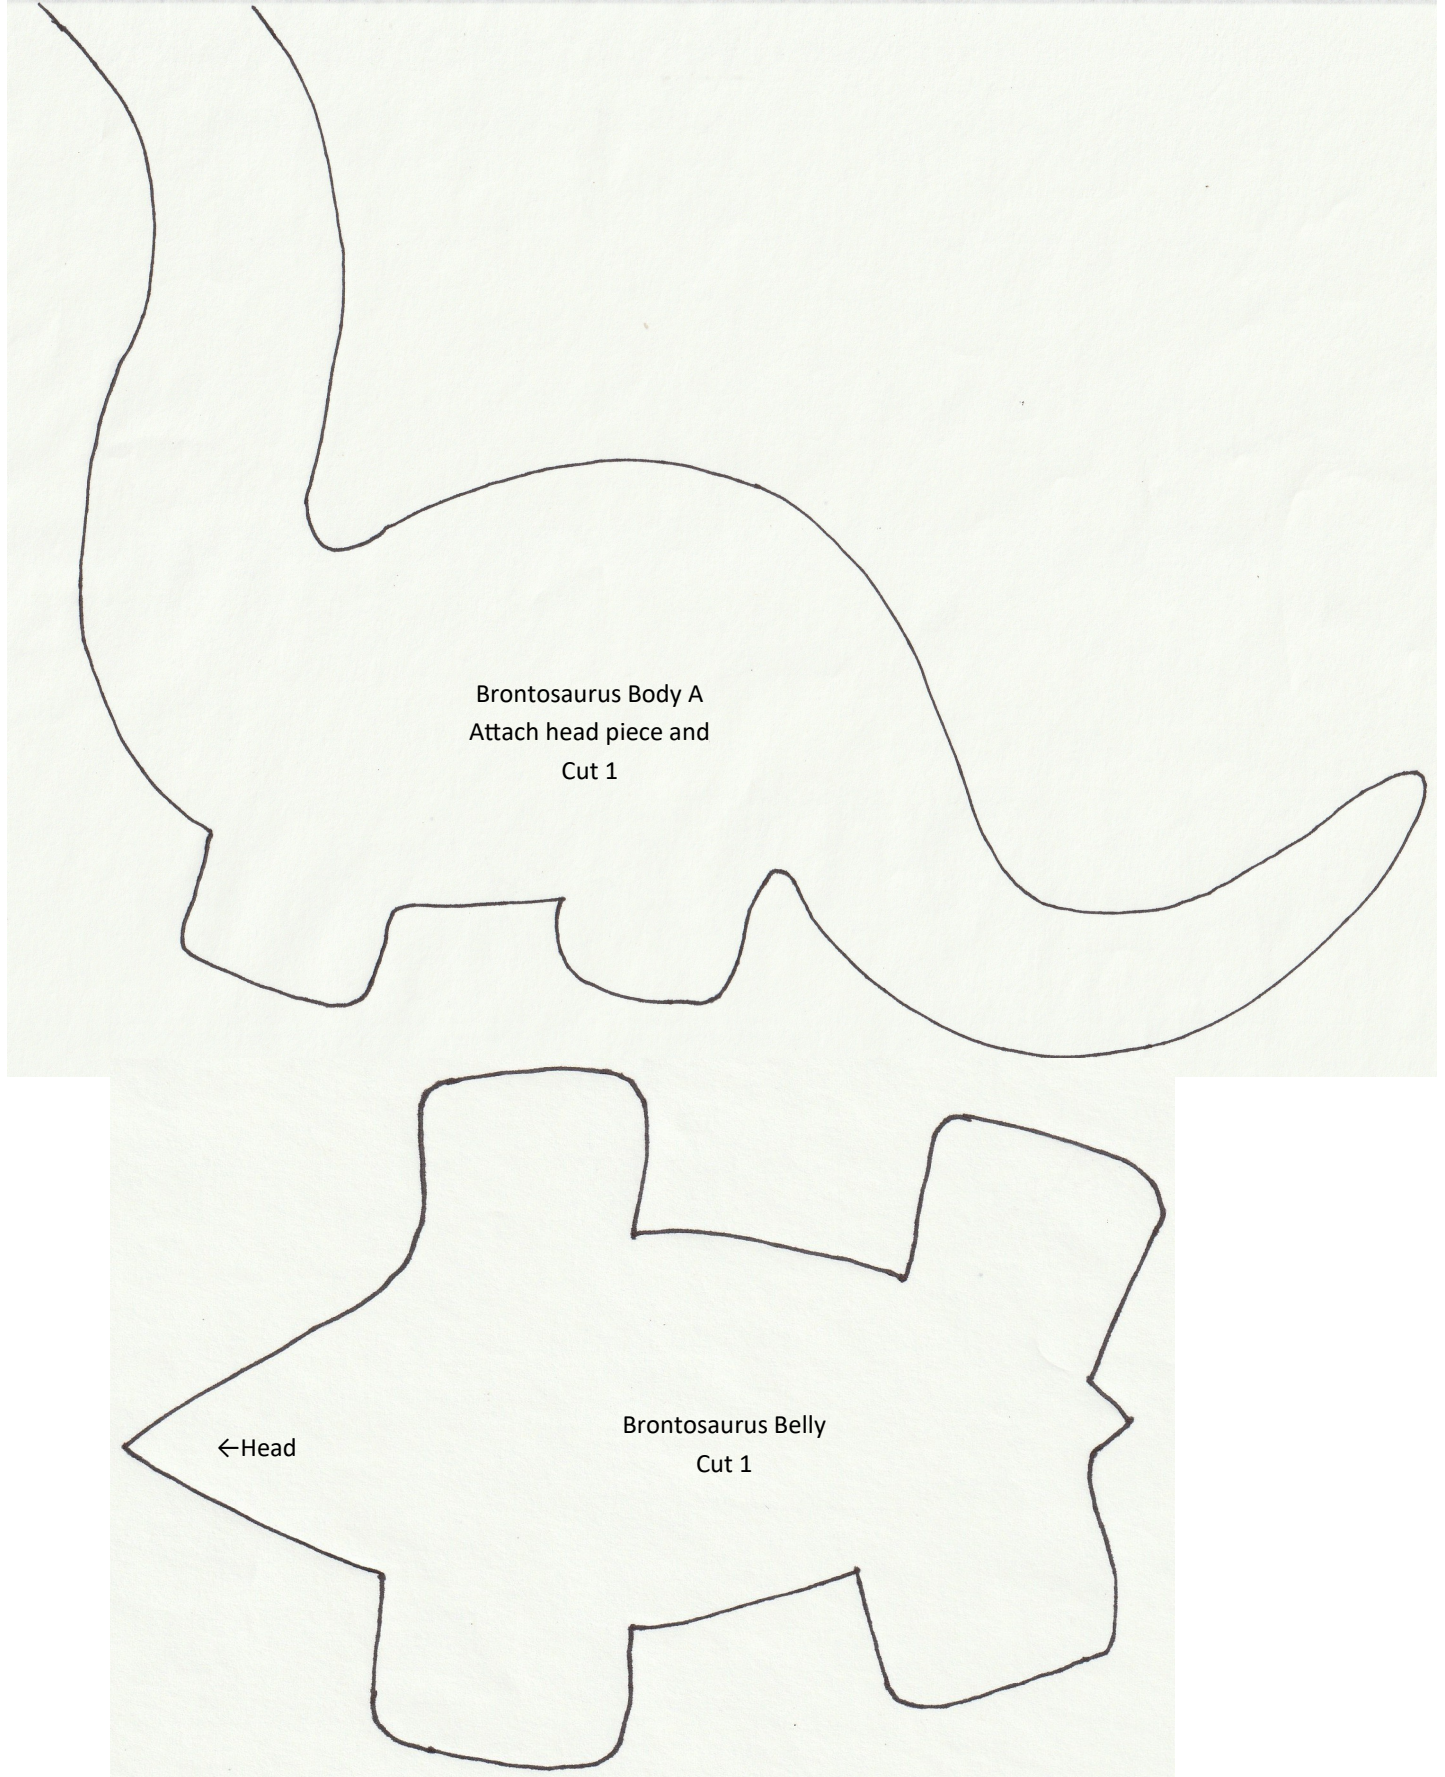 Brontosaurus Body A
Attach head piece and
Cut 1
←Head
Brontosaurus Belly
Cut 1